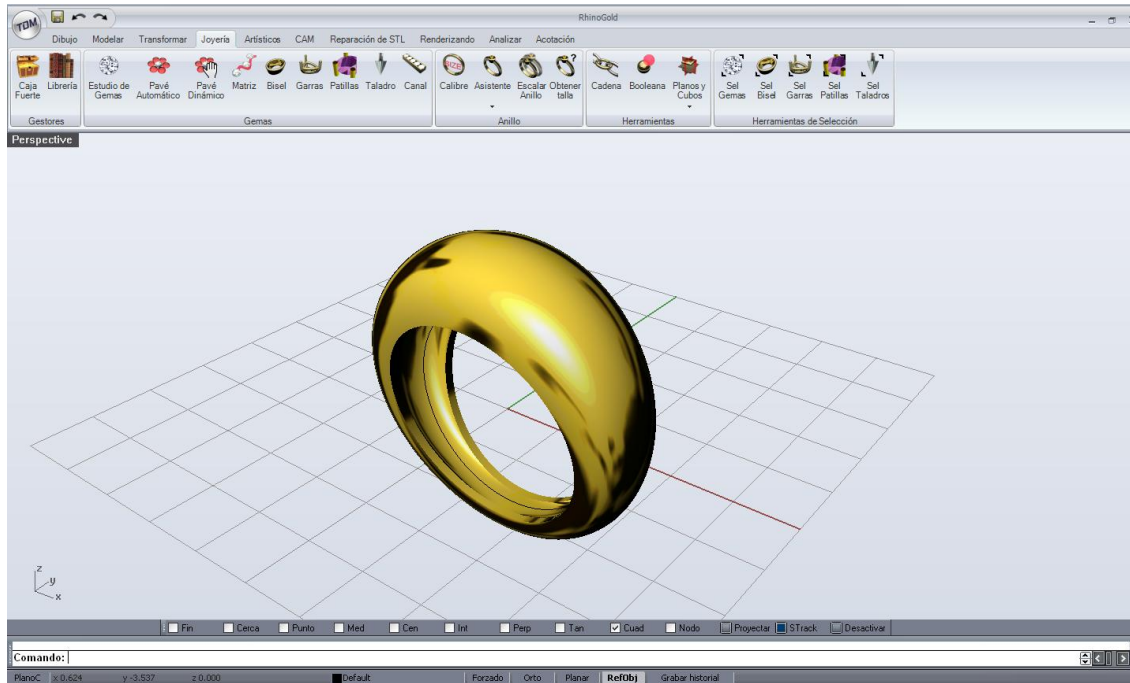 RhinoGold
TDM
Dibujo Modelar Transformar Joyería Artísticos CAM Reparación de STL Renderizando Analizar Acotación
Caja Fuerte Librería Estudio de Gemas Pavé Automático Pavé Dinámico Matriz Bisel Garras Patillas Taladro Canal SIZE Calibre Asistente Escalar Anillo Obtener talla Cadena Booleana Planos y Cubos Sel Gemas Sel Bisel Sel Garras Sel Patillas Sel Taladros
Gestores Gemas Anillo Herramientas Herramientas de Selección
Perspective
z
y
x
Fin Cerca Punto Med Cen Int Perp Tan Cuad Nodo Proyectar STrack Desactivar
Comando:
PlanoC x 0.624 y -3.537 z 0.000 Default Forzado Orto Planar RefObj Grabar historial